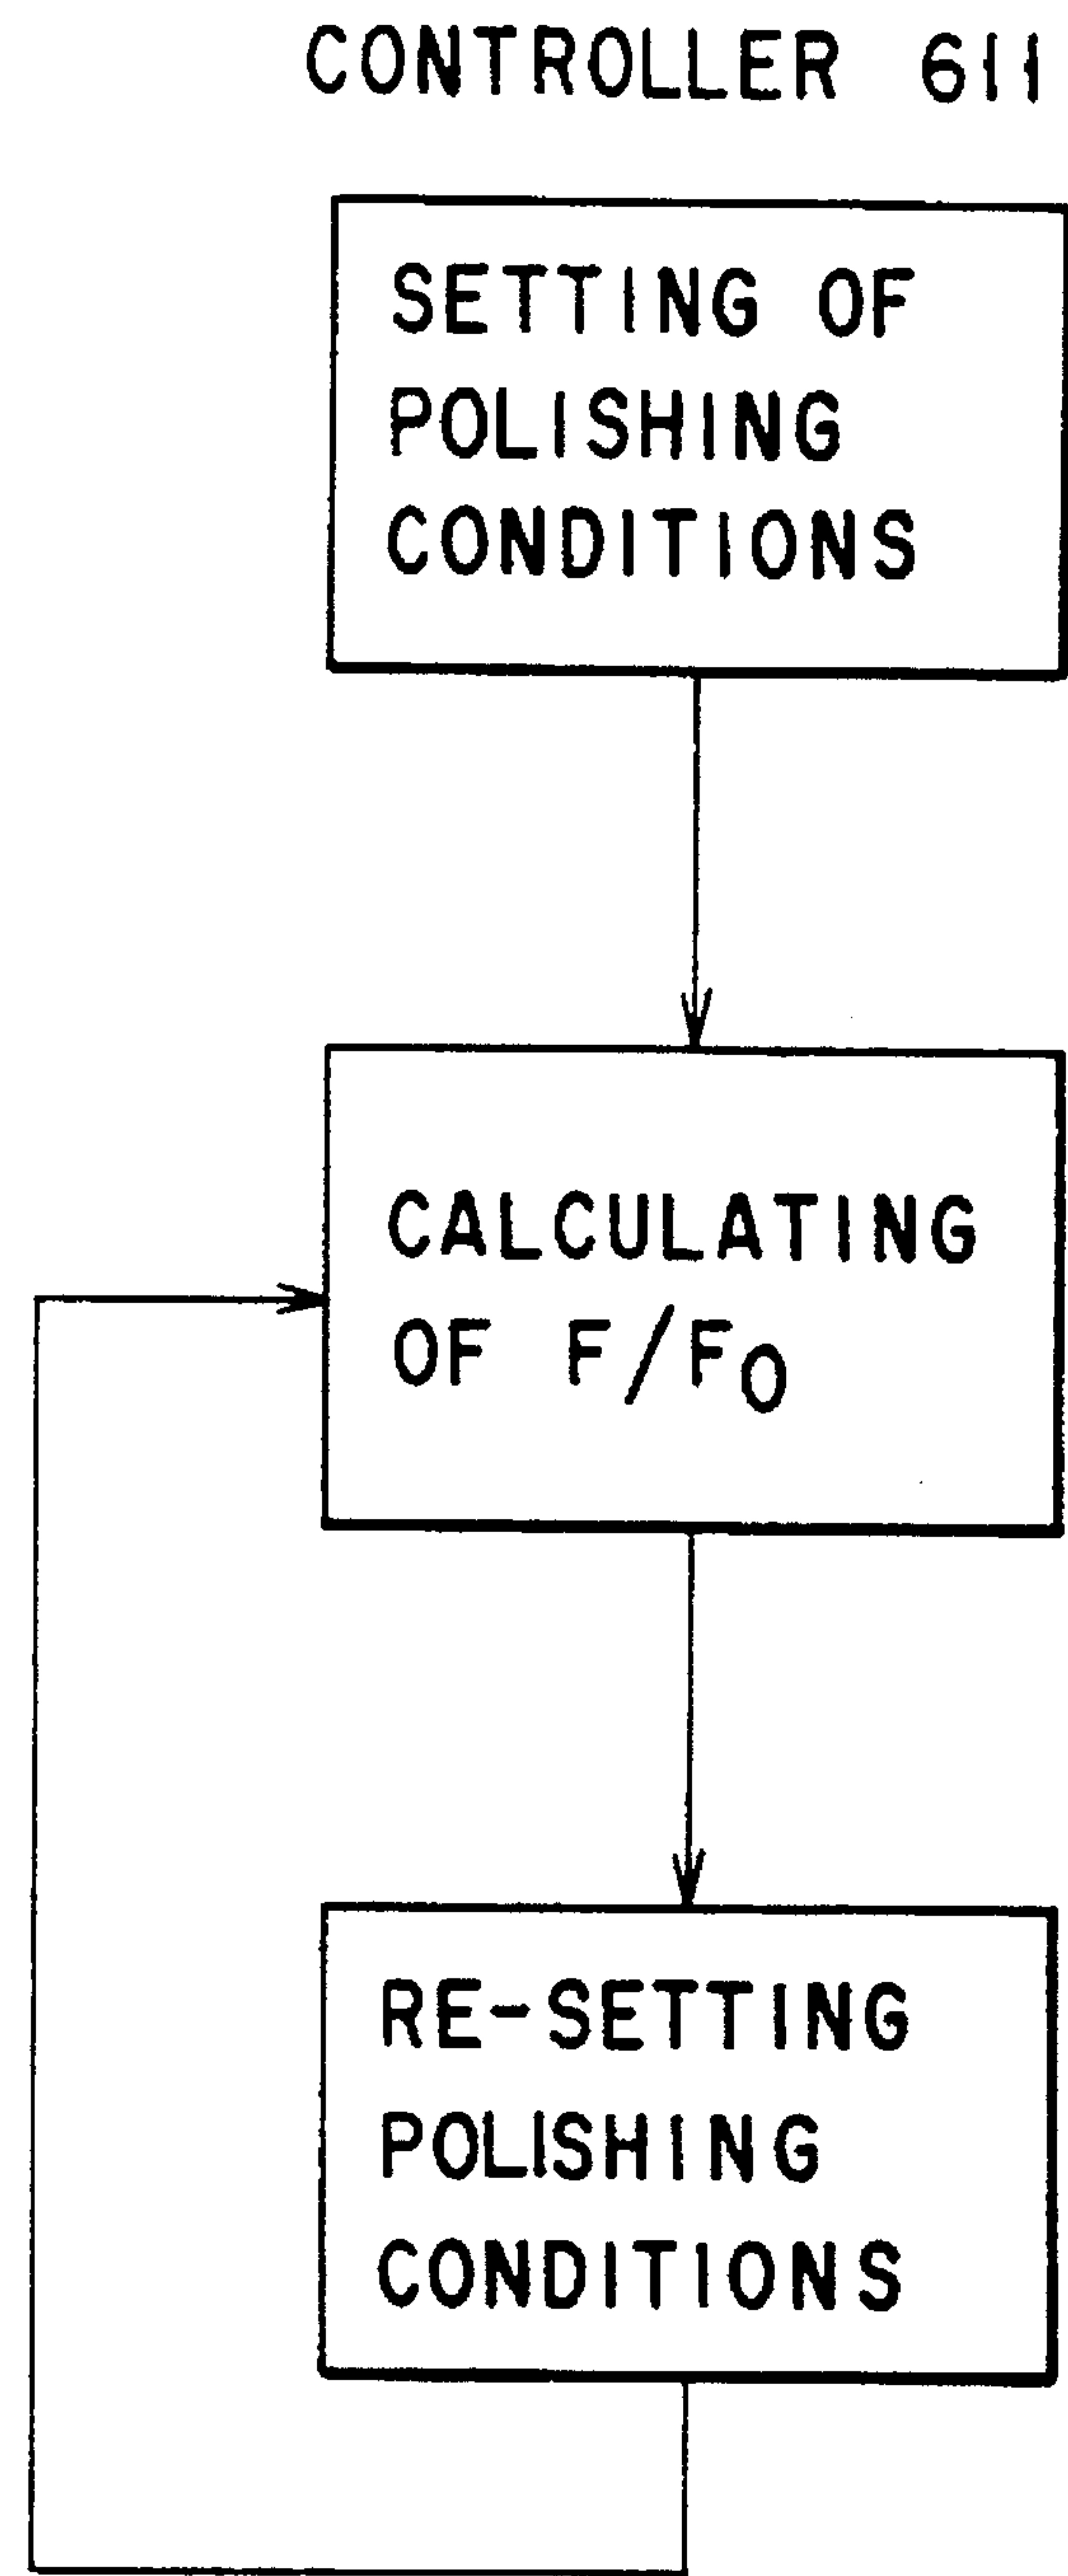 CONTROLLER 611
SETTING OF
POLISHING
CONDITIONS
CALCULATING
OF F/F0
RE-SETTING
POLISHING
CONDITIONS